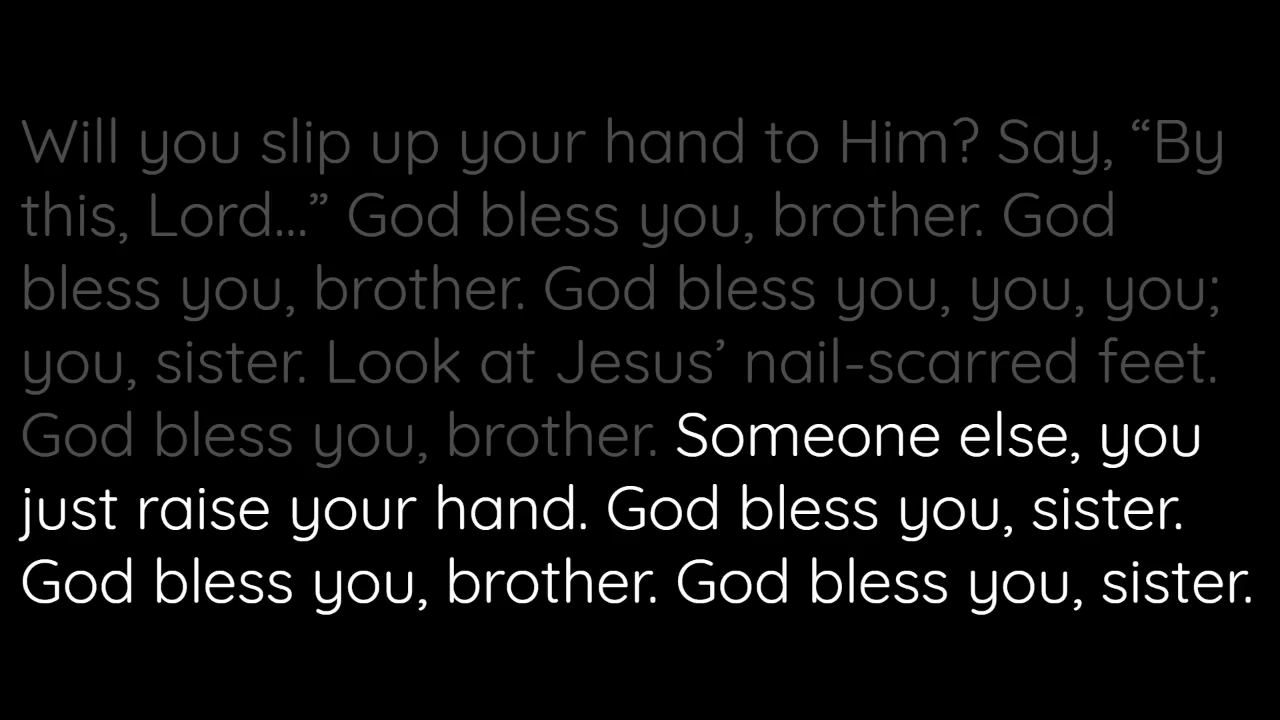 Will you slip up your hand to Him? Say, “By
this, Lord...” God bless you, brother. God
bless you, brother. God bless you, you, you;
you, sister. Look at Jesus’ nail-scarred feet.
God bless you, brother. Someone else, you
just raise your hand. God bless you, sister.
God bless you, brother. God bless you, sister.